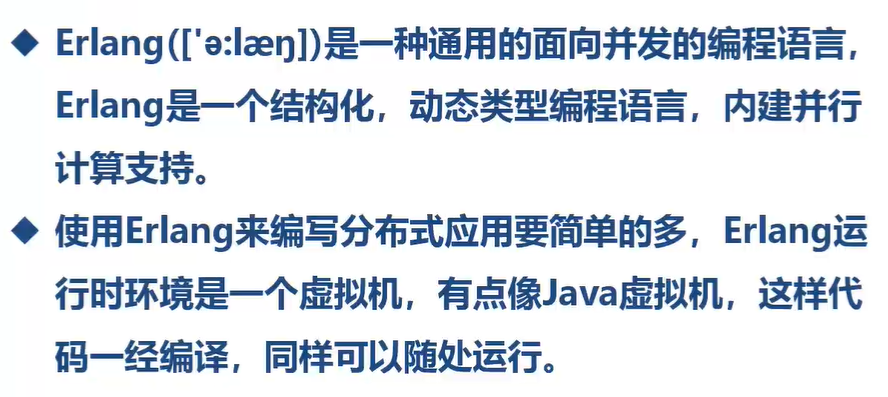 ◆ Erlang(['ə:læŋ])是一种通用的面向并发的编程语言，
Erlang是一个结构化，动态类型编程语言，内建并行
计算支持。
◆ 使用Erlang来编写分布式应用要简单的多，Erlang运
行时环境是一个虚拟机，有点像Java虚拟机，这样代
码一经编译，同样可以随处运行。